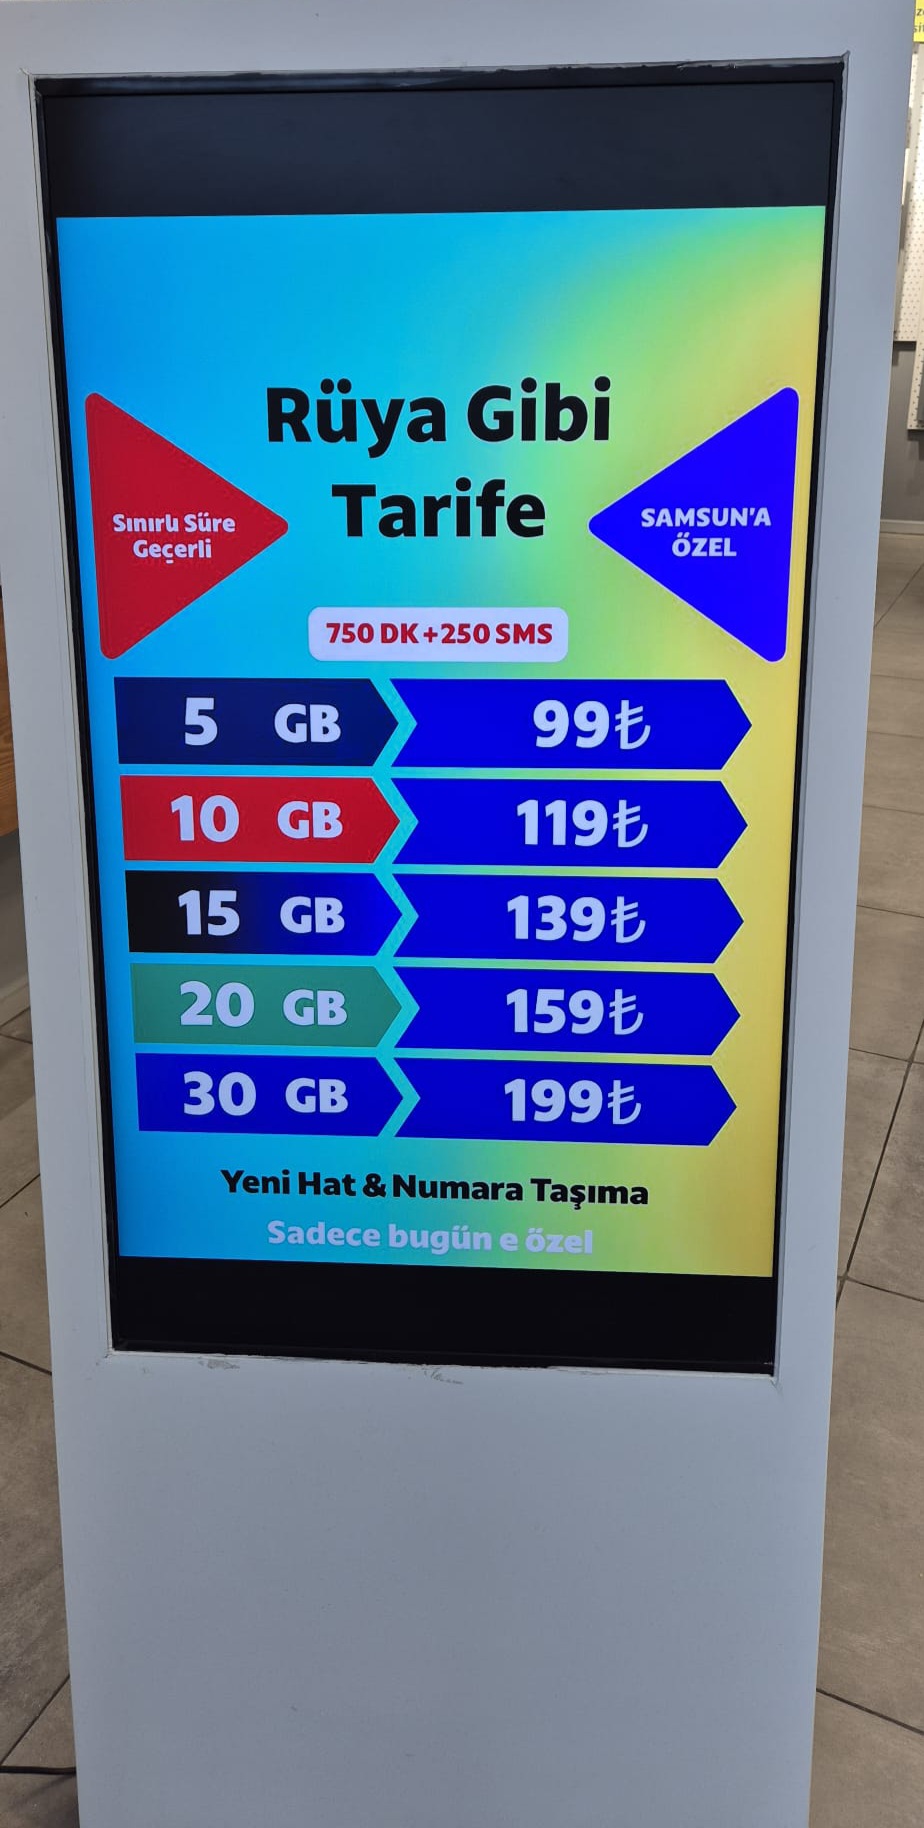 Rüya Gibi
Tarife
Sınırlı Süre
Geçerli
SAMSUN'A
ÖZEL
750 DK+250 SMS
5 GB 99₺
10 GB 119₺
15 GB 139₺
20 GB 159₺
30 GB 199₺
Yeni Hat & Numara Taşıma
Sadece bugün e özel